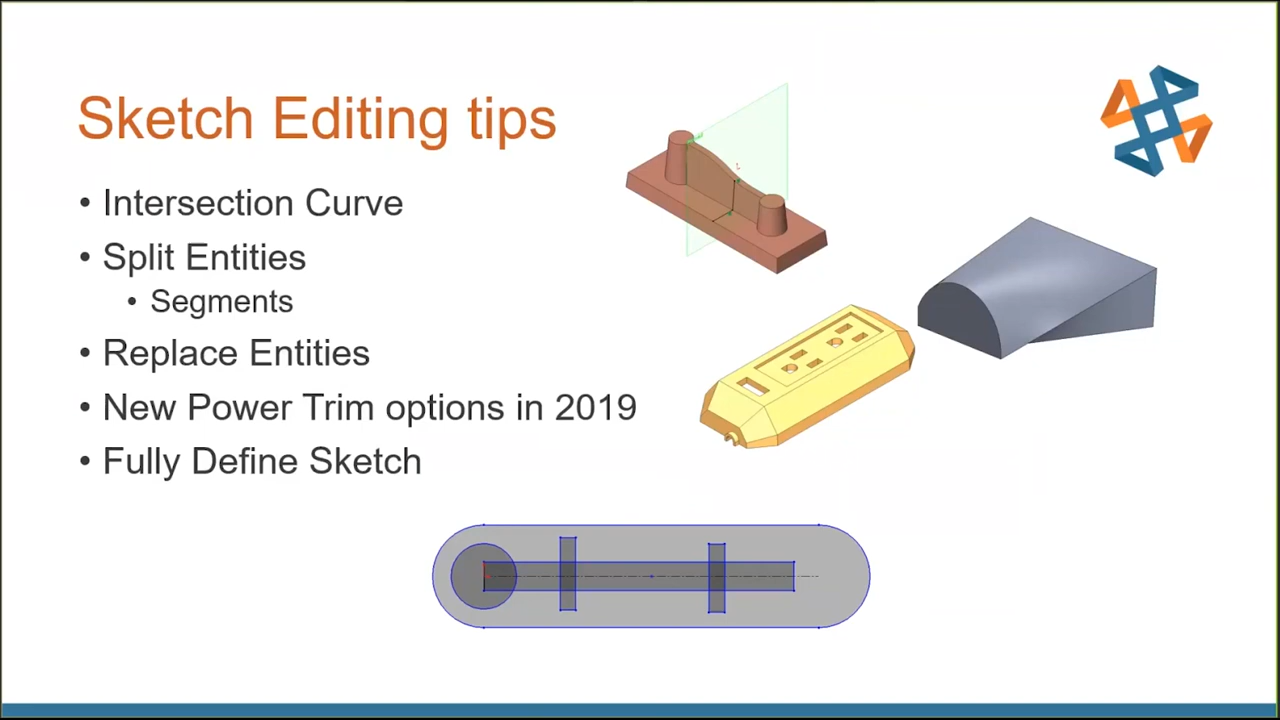 Sketch Editing tips
• Intersection Curve
• Split Entities
• Segments
• Replace Entities
• New Power Trim options in 2019
• Fully Define Sketch